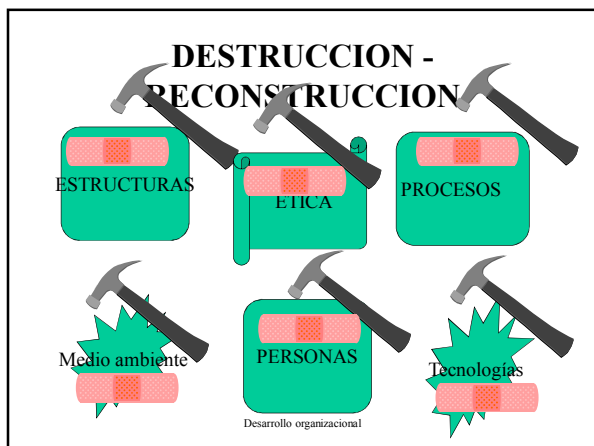 DESTRUCCION -
RECONSTRUCCION
ESTRUCTURAS
ETICA
PROCESOS
Medio ambiente
PERSONAS
Tecnologías
Desarrollo organizacional